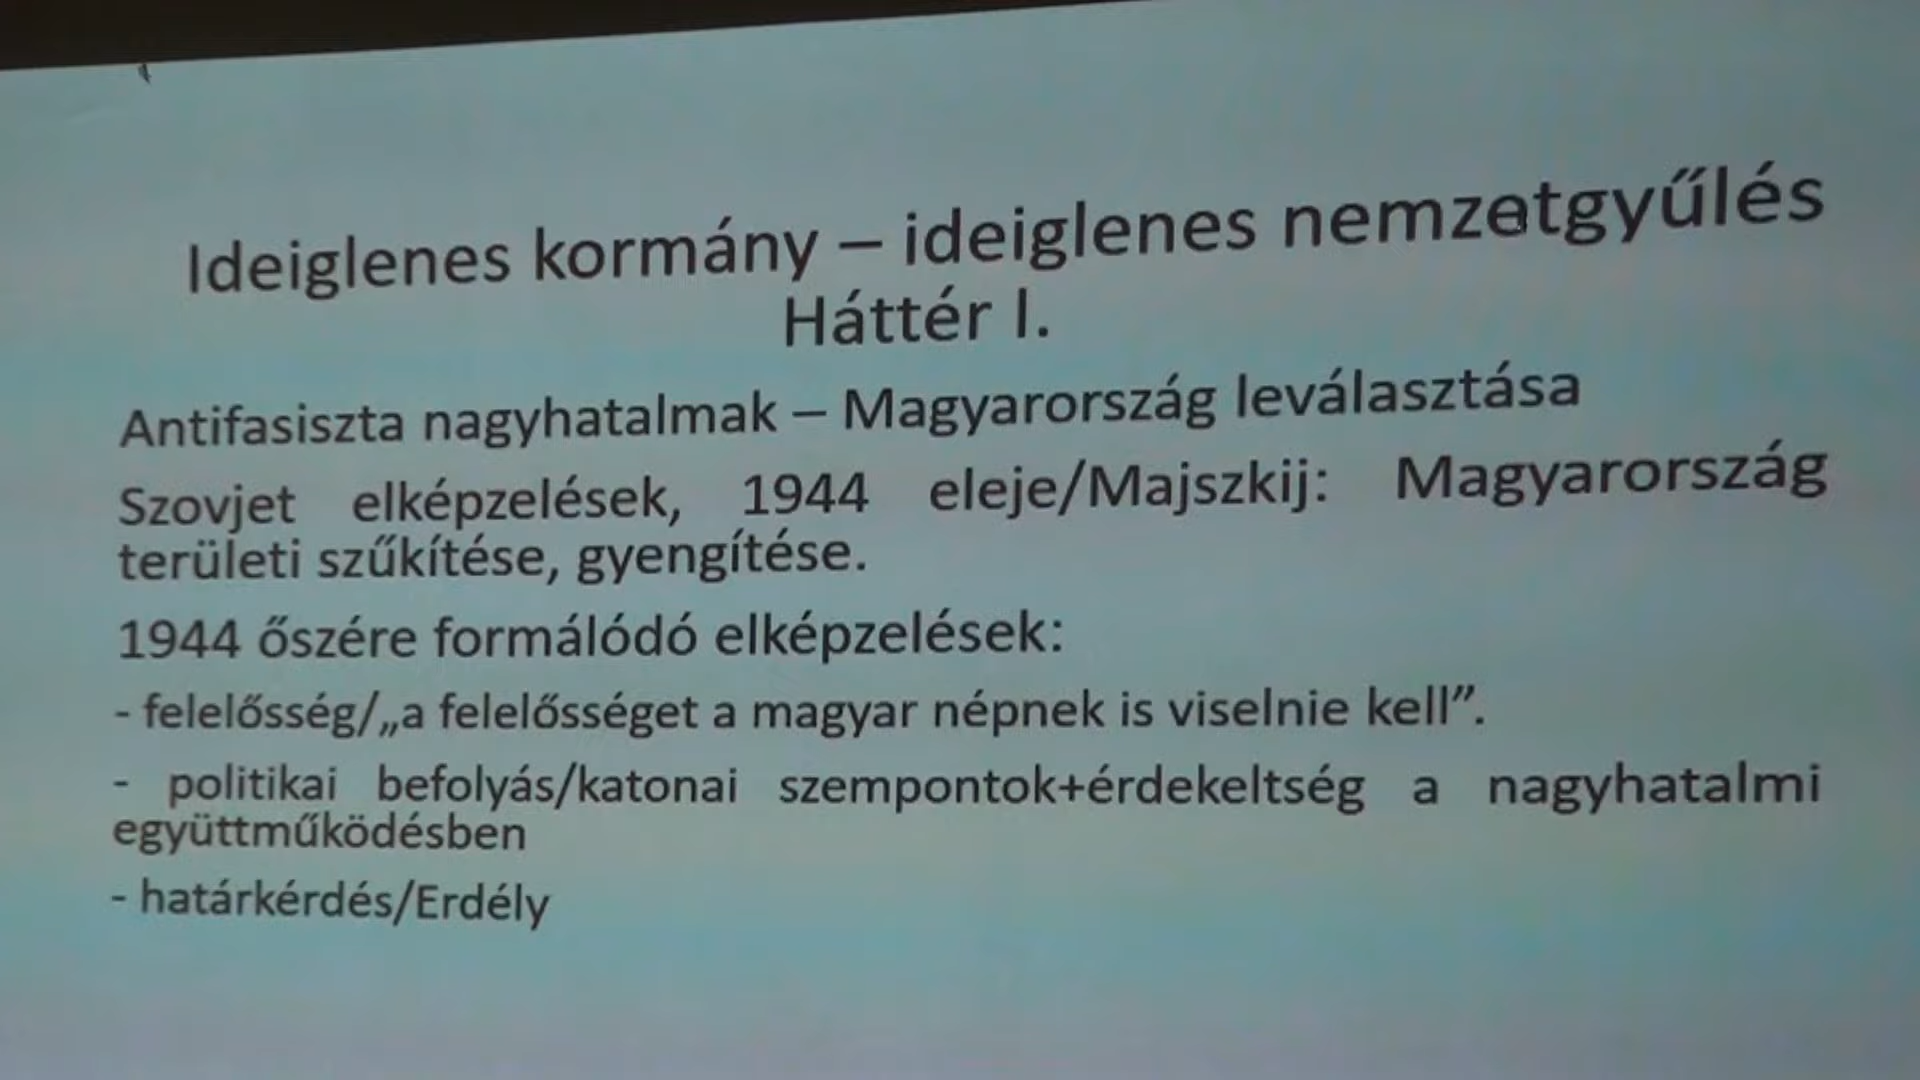 Ideiglenes kormány – ideiglenes nemzetgyűlés
Háttér I.
Antifasiszta nagyhatalmak – Magyarország leválasztása
Szovjet elképzelések, 1944 eleje/Majszkij: Magyarország
területi szűkítése, gyengítése.
1944 őszére formálódó elképzelések:
- felelősség/„a felelősséget a magyar népnek is viselnie kell”.
- politikai befolyás/katonai szempontok+érdekeltség a nagyhatalmi
együttműködésben
- határkérdés/Erdély